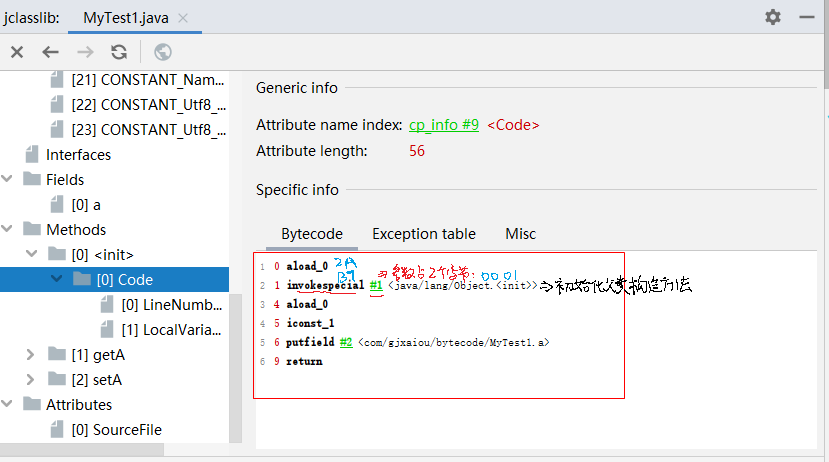 jclasslib: MyTest1.java
[21] CONSTANT_Nam...
[22] CONSTANT_Utf8_...
[23] CONSTANT_Utf8_...
Interfaces
Fields
[0] a
Methods
[0] <init>
[0] Code
[0] LineNumb...
[1] LocalVaria...
[1] getA
[2] setA
Attributes
[0] SourceFile
Generic info
Attribute name index: cp_info #9 <Code>
Attribute length: 56
Specific info
Bytecode Exception table Misc
1 0 aload_0 2A
B7 ⇒参数占2个字节：00 01
2 1 invokespecial #1 <java/lang/Object.<init>> ⇒初始化父类构造方法
3 4 aload_0
4 5 iconst_1
5 6 putfield #2 <com/gjxaiou/bytecode/MyTest1.a>
6 9 return